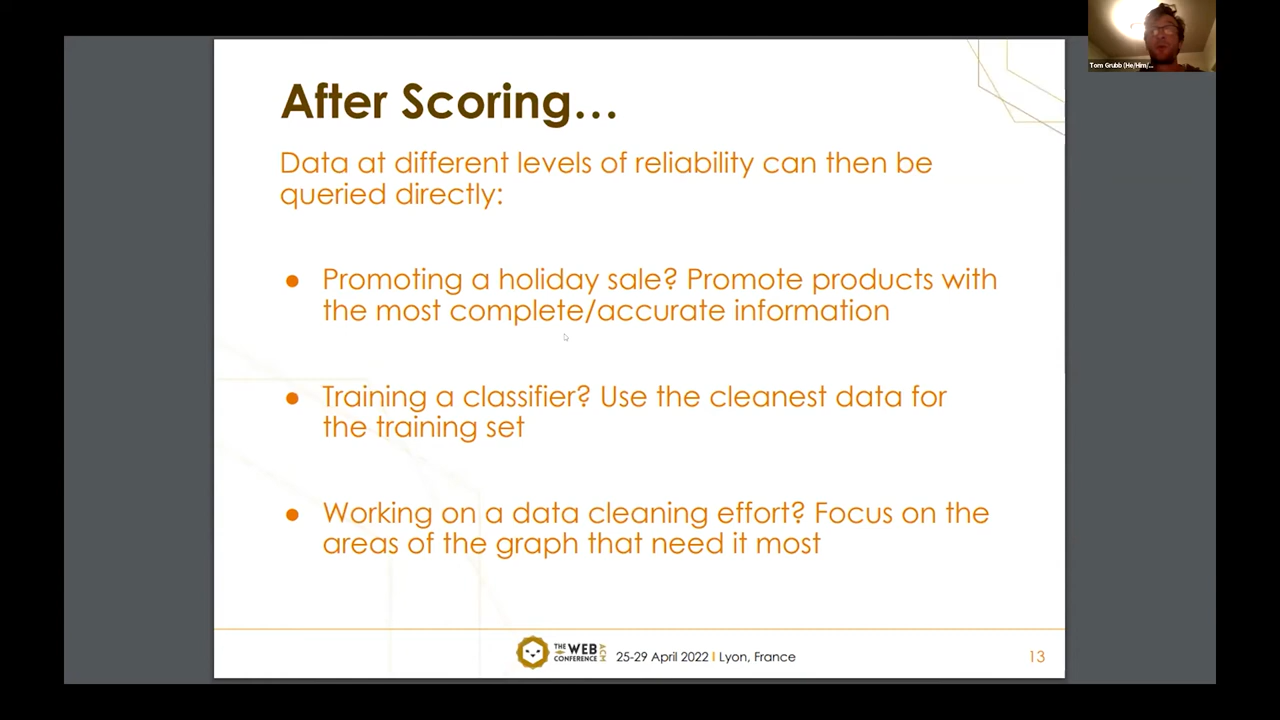 Tom Grubb (He/Him/...
After Scoring...
Data at different levels of reliability can then be
queried directly:
● Promoting a holiday sale? Promote products with
the most complete/accurate information
● Training a classifier? Use the cleanest data for
the training set
● Working on a data cleaning effort? Focus on the
areas of the graph that need it most
THE WEB
CONFERENCE
ACM
25-29 April 2022 I Lyon, France
13